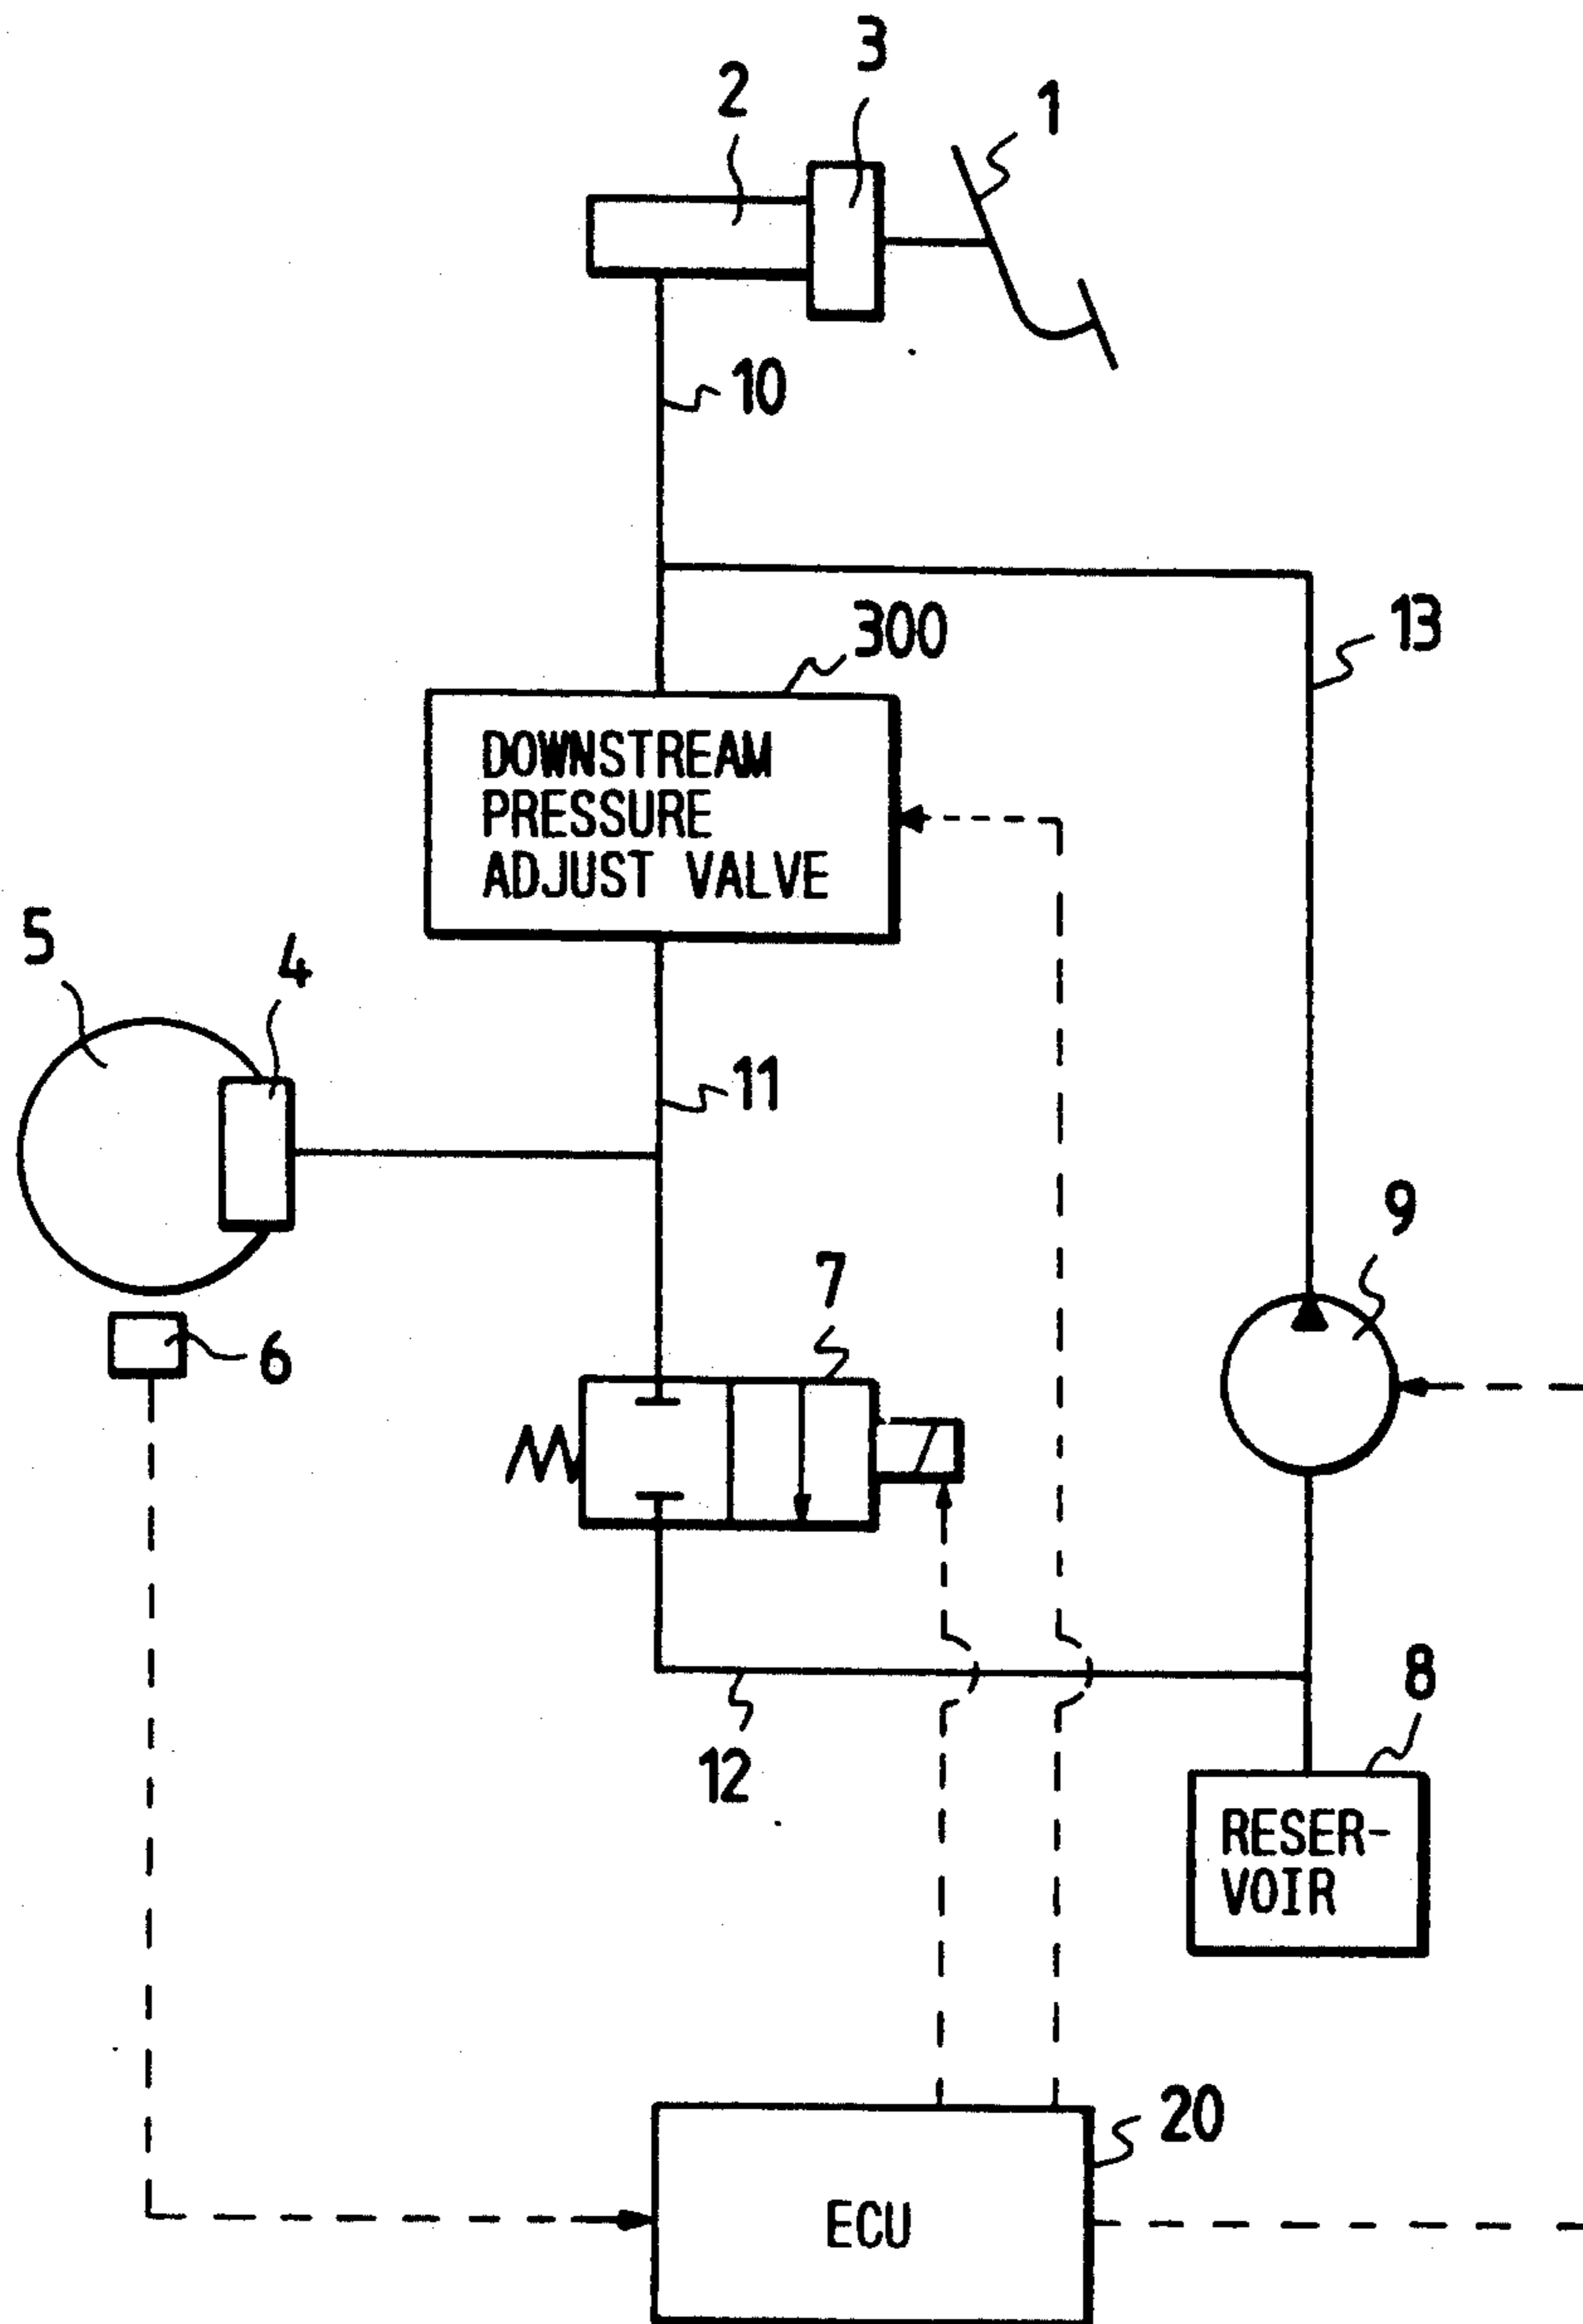 3
2
1
10
300
13
DOWNSTREAM
PRESSURE
ADJUST VALVE
5
4
11
9
7
6
8
12
RESER-
VOIR
20
ECU